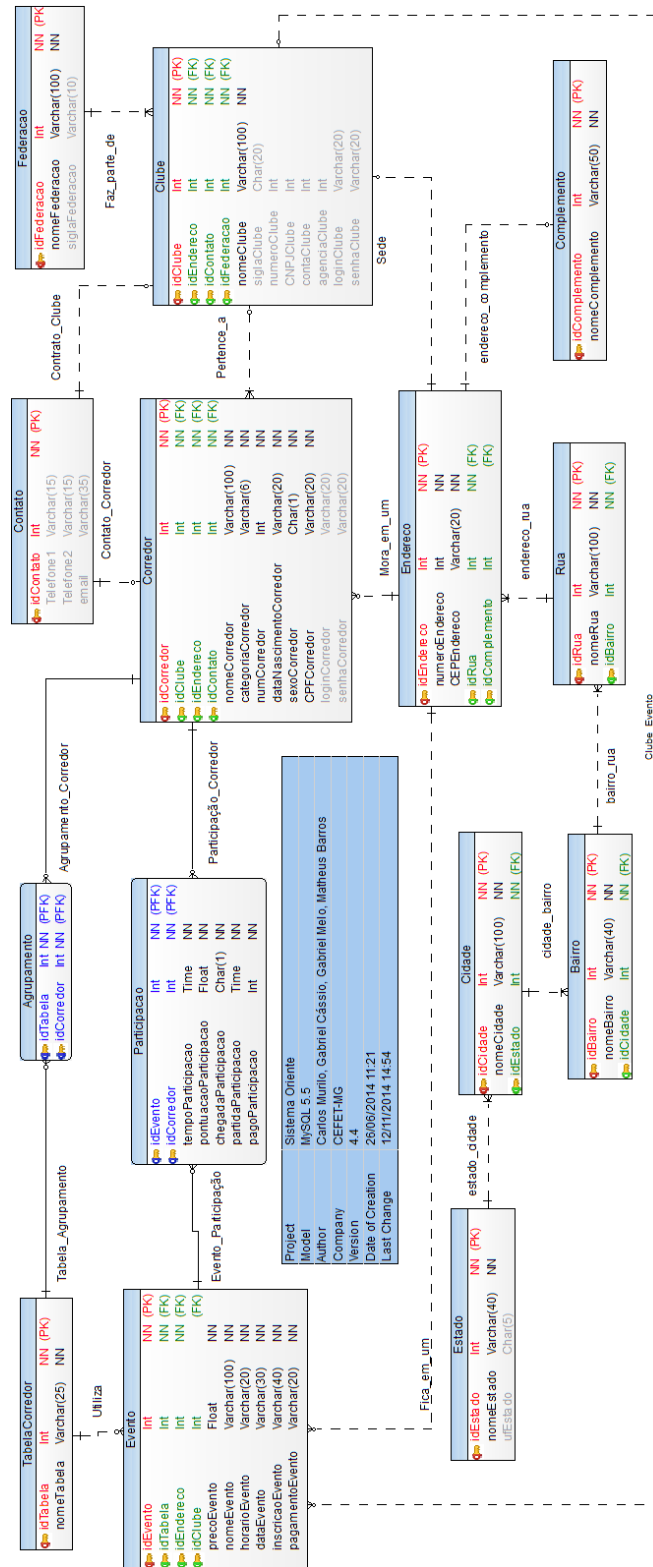 TabelaCorredor
idTabela Int NN (PK)
nomeTabela Varchar(25) NN
Tabela_Agrupamento
Agrupamento
idTabela Int NN (PFK)
idCorredor Int NN (PFK)
Agrupamento_Corredor
Contato
idContato Int NN (PK)
Telefone1 Varchar(15)
Telefone2 Varchar(15)
email Varchar(35)
Contrato_Clube
Contato_Corredor
Federacao
idFederacao Int NN (PK)
nomeFederacao Varchar(100) NN
siglaFederacao Varchar(10)
Faz_parte_de
Utiliza
Evento
idEvento Int NN (PK)
idTabela Int NN (FK)
idEndereco Int NN (FK)
idClube Int (FK)
precoEvento Float NN
nomeEvento Varchar(100) NN
horarioEvento Varchar(20) NN
dataEvento Varchar(30) NN
inscricaoEvento Varchar(40) NN
pagamentoEvento Varchar(20) NN
Evento_Participação
Participacao
idEvento Int NN (PFK)
idCorredor Int NN (PFK)
tempoParticipacao Time NN
pontuacaoParticipacao Float NN
chegadaParticipacao Char(1) NN
partidaParticipacao Time NN
pagoParticipacao Int NN
Participação_Corredor
Corredor
idCorredor Int NN (PK)
idClube Int NN (FK)
idEndereco Int NN (FK)
idContato Int NN (FK)
nomeCorredor Varchar(100) NN
categoriaCorredor Varchar(6) NN
numCorredor Int NN
dataNascimentoCorredor Varchar(20) NN
sexoCorredor Char(1) NN
CPFCorredor Varchar(20) NN
loginCorredor Varchar(20)
senhaCorredor Varchar(20)
Pertence_a
Clube
idClube Int NN (PK)
idEndereco Int NN (FK)
idContato Int NN (FK)
idFederacao Int NN (FK)
nomeClube Varchar(100) NN
siglaClube Char(20)
numeroClube Int
CNPJClube Int
contaClube Int
agenciaClube Int
loginClube Varchar(20)
senhaClube Varchar(20)
Sede
Project Sistema Oriente
Model MySQL 5.5
Author Carlos Murilo, Gabriel Cássio, Gabriel Melo, Matheus Barros
Company CEFET-MG
Version 4.4
Date of Creation 26/06/2014 11:21
Last Change 12/11/2014 14:54
Mora_em_um
Fica_em_um
Endereco
idEndereco Int NN (PK)
numeroEndereco Int NN
CEPEndereco Varchar(20) NN
idRua Int NN (FK)
idComplemento Int (FK)
endereco_complemento
endereco_rua
Estado
idEstado Int NN (PK)
nomeEstado Varchar(40) NN
ufEstado Char(5)
estado_cidade
Cidade
idCidade Int NN (PK)
nomeCidade Varchar(100) NN
idEstado Int NN (FK)
cidade_bairro
Bairro
idBairro Int NN (PK)
nomeBairro Varchar(40) NN
idCidade Int NN (FK)
bairro_rua
Rua
idRua Int NN (PK)
nomeRua Varchar(100) NN
idBairro Int NN (FK)
Complemento
idComplemento Int NN (PK)
nomeComplemento Varchar(50) NN
Clube_Evento